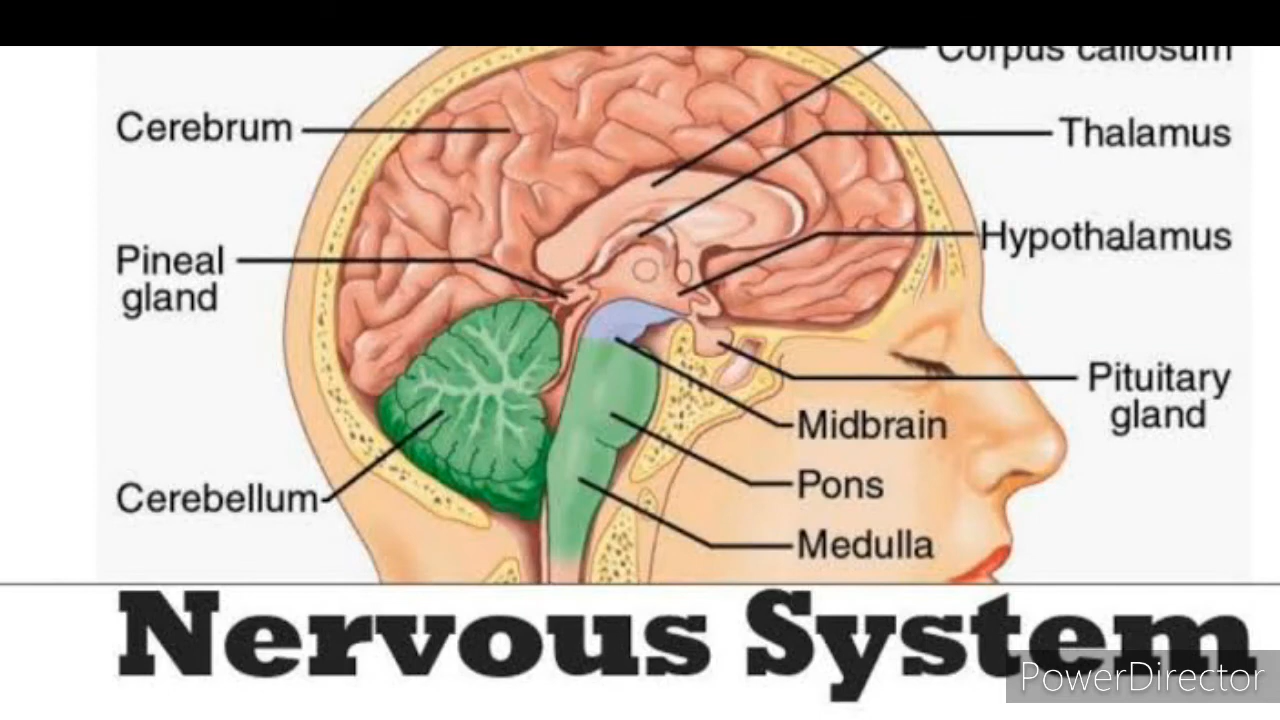 Corpus callosum
Cerebrum
Thalamus
Pineal
gland
Hypothalamus
Pituitary
gland
Midbrain
Cerebellum
Pons
Medulla
Nervous System
PowerDirector